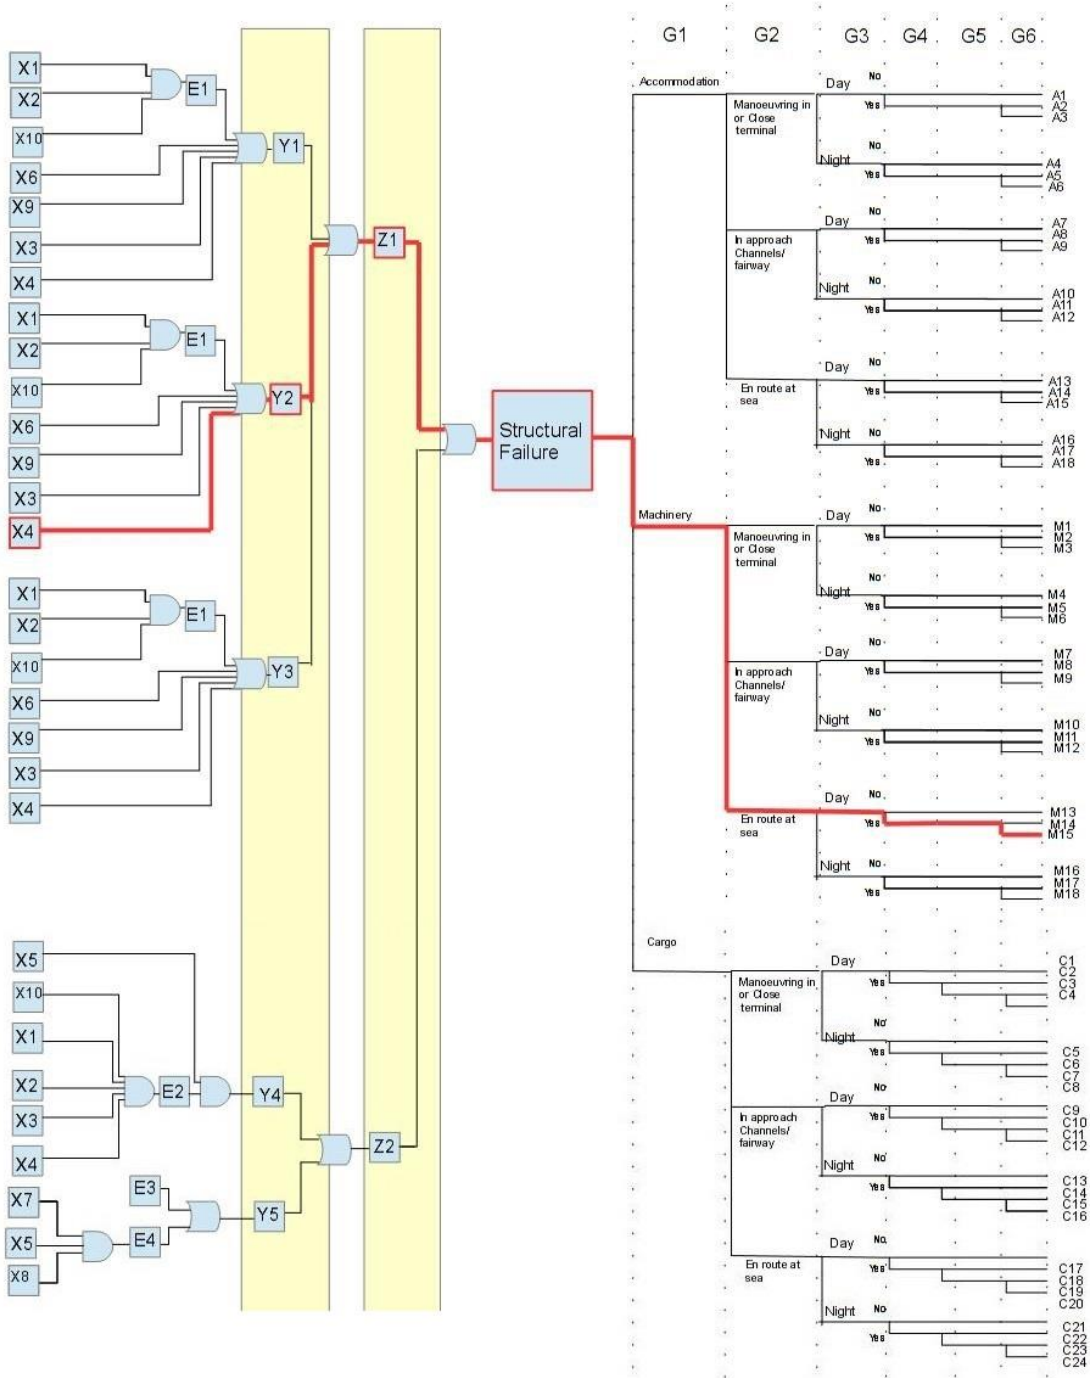 G1 G2 G3 G4 G5 G6
X1
X2
X10
E1
X6
X9
X3
X4
Y1
X1
X2
X10
E1
X6
X9
X3
X4
Y2
X1
X2
X10
E1
X6
X9
X3
X4
Y3
Z1
X5
X10
X1
X2
X3
X4
E2
Y4
X7
X5
X8
E3
E4
Y5
Z2
Structural
Failure
Accommodation
Manoeuvring in
or Close
terminal
Day
No
Yes
A1
A2
A3
Night
No
Yes
A4
A5
A6
In approach
Channels/
fairway
Day
No
Yes
A7
A8
A9
Night
No
Yes
A10
A11
A12
En route at
sea
Day
No
Yes
A13
A14
A15
Night
No
Yes
A16
A17
A18
Machinery
Manoeuvring in
or Close
terminal
Day
No
Yes
M1
M2
M3
Night
No
Yes
M4
M5
M6
In approach
Channels/
fairway
Day
No
Yes
M7
M8
M9
Night
No
Yes
M10
M11
M12
En route at
sea
Day
No
Yes
M13
M14
M15
Night
No
Yes
M16
M17
M18
Cargo
Manoeuvring in
or Close
terminal
Day
Yes
C1
C2
C3
C4
Night
No
Yes
C5
C6
C7
C8
In approach
Channels/
fairway
Day
No
Yes
C9
C10
C11
C12
Night
No
Yes
C13
C14
C15
C16
En route at
sea
Day
No
Yes
C17
C18
C19
C20
Night
No
Yes
C21
C22
C23
C24